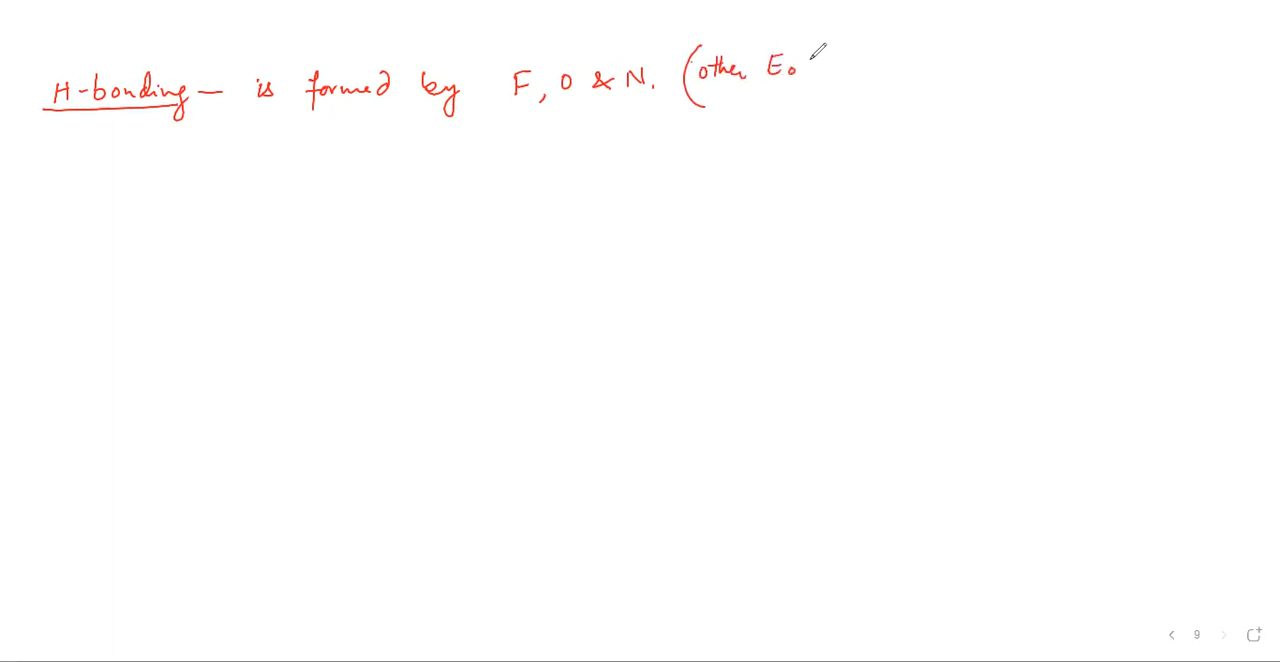 H-bonding — is formed by F, O & N. (other Eo
9